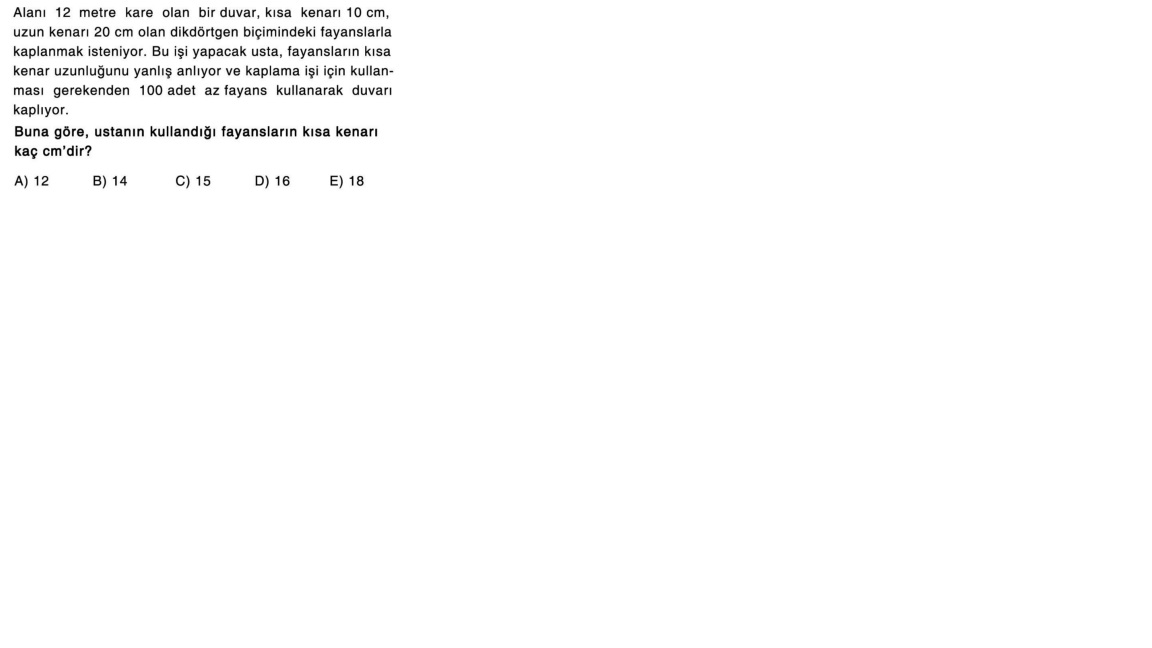 Alanı 12 metre kare olan bir duvar, kısa kenarı 10 cm,
uzun kenarı 20 cm olan dikdörtgen biçimindeki fayanslarla
kaplanmak isteniyor. Bu işi yapacak usta, fayansların kısa
kenar uzunluğunu yanlış anlıyor ve kaplama işi için kullan-
ması gerekenden 100 adet az fayans kullanarak duvarı
kaplıyor.
Buna göre, ustanın kullandığı fayansların kısa kenarı
kaç cm'dir?
A) 12 B) 14 C) 15 D) 16 E) 18